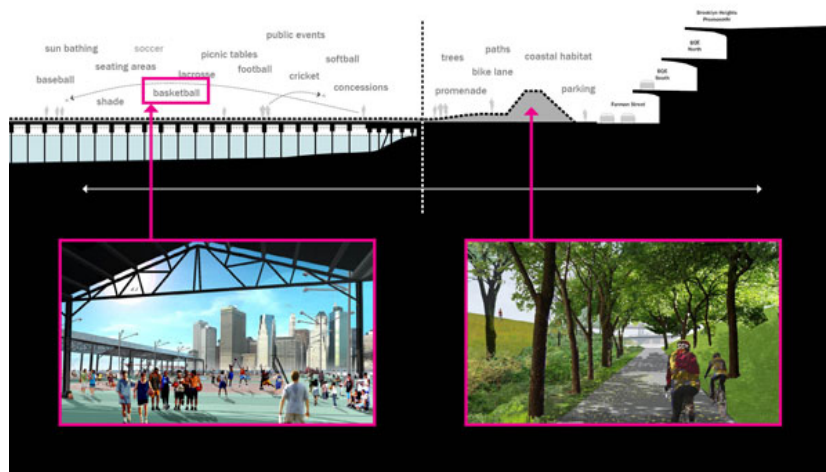 Brooklyn Heights
Promenade
BQE
North
BQE
South
Furman Street
sun bathing
soccer
public events
picnic tables
softball
seating areas
lacrosse
football
baseball
cricket
concessions
shade
basketball
trees
paths
coastal habitat
bike lane
promenade
parking